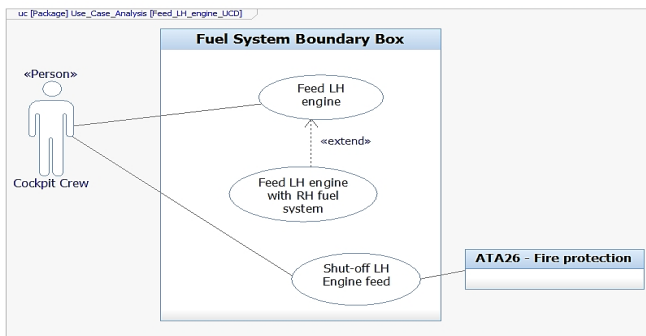 uc [Package] Use_Case_Analysis [Feed_LH_engine_UCD]
Fuel System Boundary Box
«Person»
Feed LH
engine
«extend»
Cockpit Crew
Feed LH engine
with RH fuel
system
Shut-off LH
Engine feed
ATA26 - Fire protection